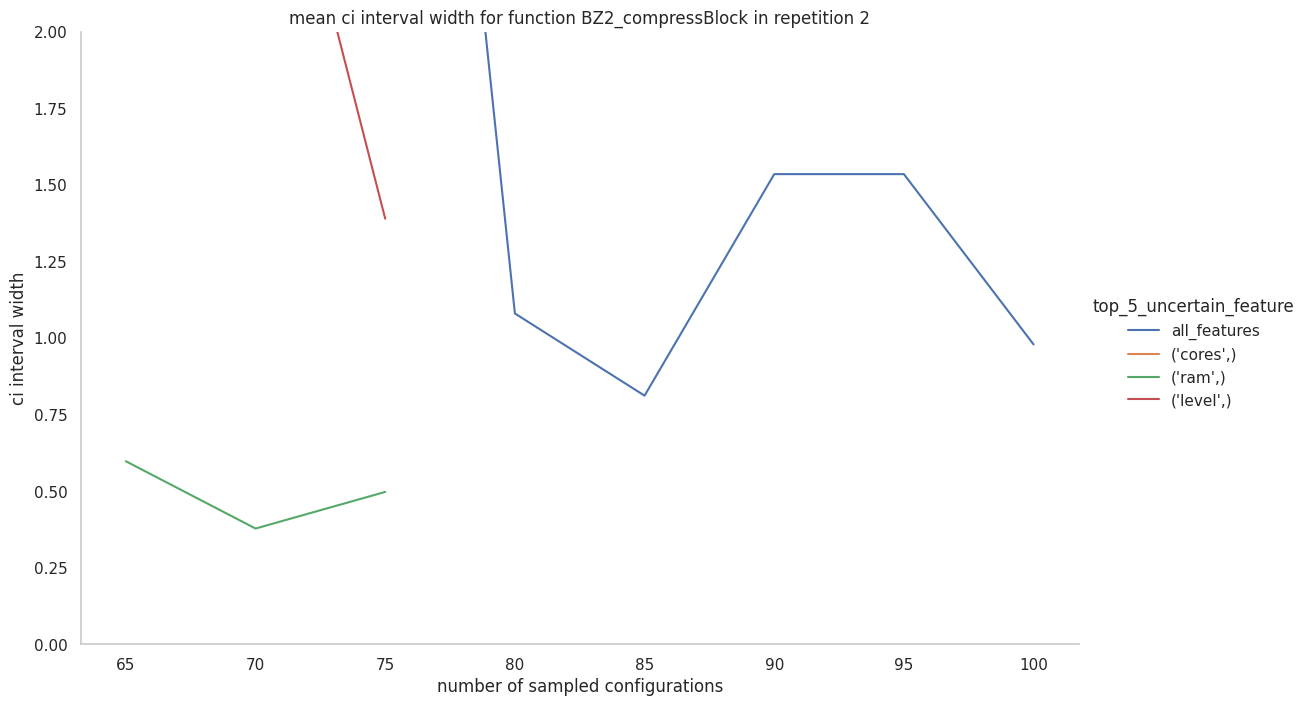 mean ci interval width for function BZ2_compressBlock in repetition 2
2.00
1.75
1.50
1.25
1.00
0.75
0.50
0.25
0.00
ci interval width
65 70 75 80 85 90 95 100
number of sampled configurations
top_5_uncertain_feature
all_features
('cores',)
('ram',)
('level',)